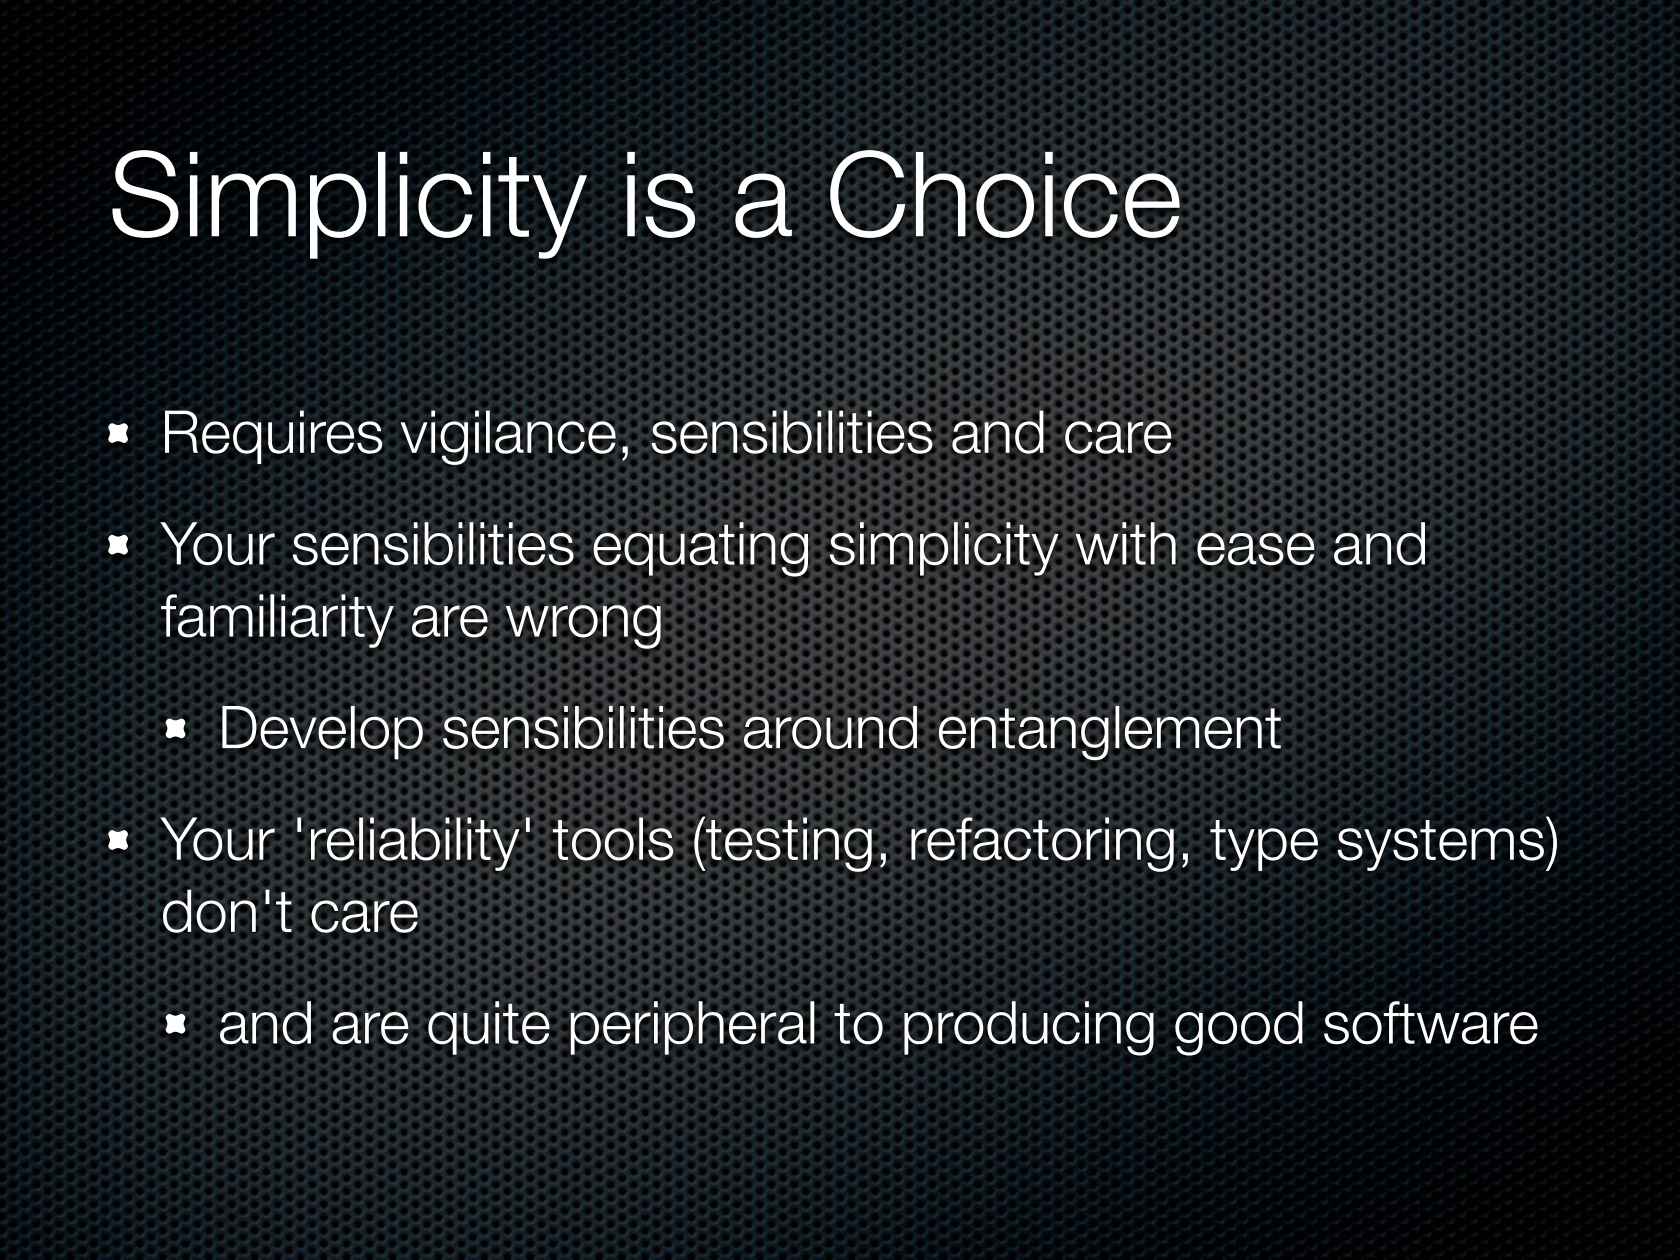 Simplicity is a Choice
Requires vigilance, sensibilities and care
Your sensibilities equating simplicity with ease and
familiarity are wrong
Develop sensibilities around entanglement
Your 'reliability' tools (testing, refactoring, type systems)
don't care
and are quite peripheral to producing good software